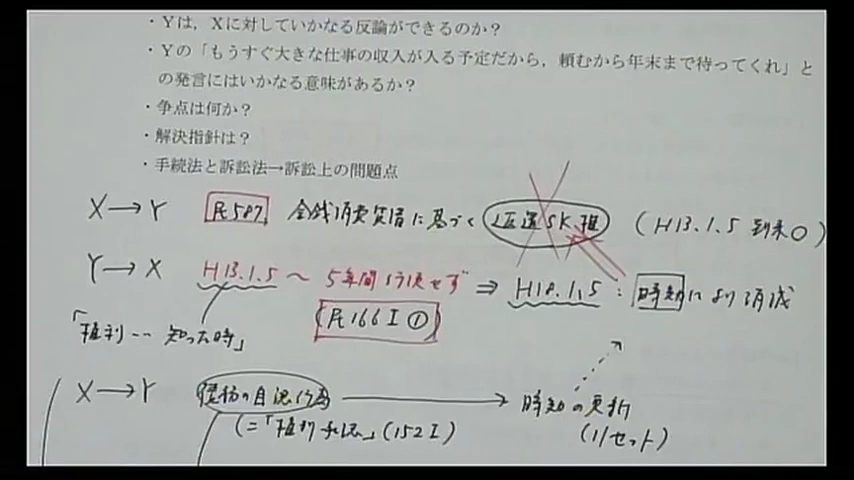 ・Yは，Xに対していかなる反論ができるのか？
・Yの「もうすぐ大きな仕事の収入が入る予定だから，頼むから年末まで待ってくれ」と
の発言にはいかなる意味があるか？
・争点は何か？
・解決指針は？
・手続法と訴訟法→訴訟上の問題点
X→Y 民587 金銭消費貸借に基づく 返還SK権 (H13.1.5 到来○)
Y→X H13.1.5～5年間行使せず ⇒ H18.1.5：時効により消滅
(民166Ⅰ①)
「権利-- 知った時」
X→Y 債務の自認行為 → 時効の更新
(=「権利承認」(152Ⅰ) (リセット)